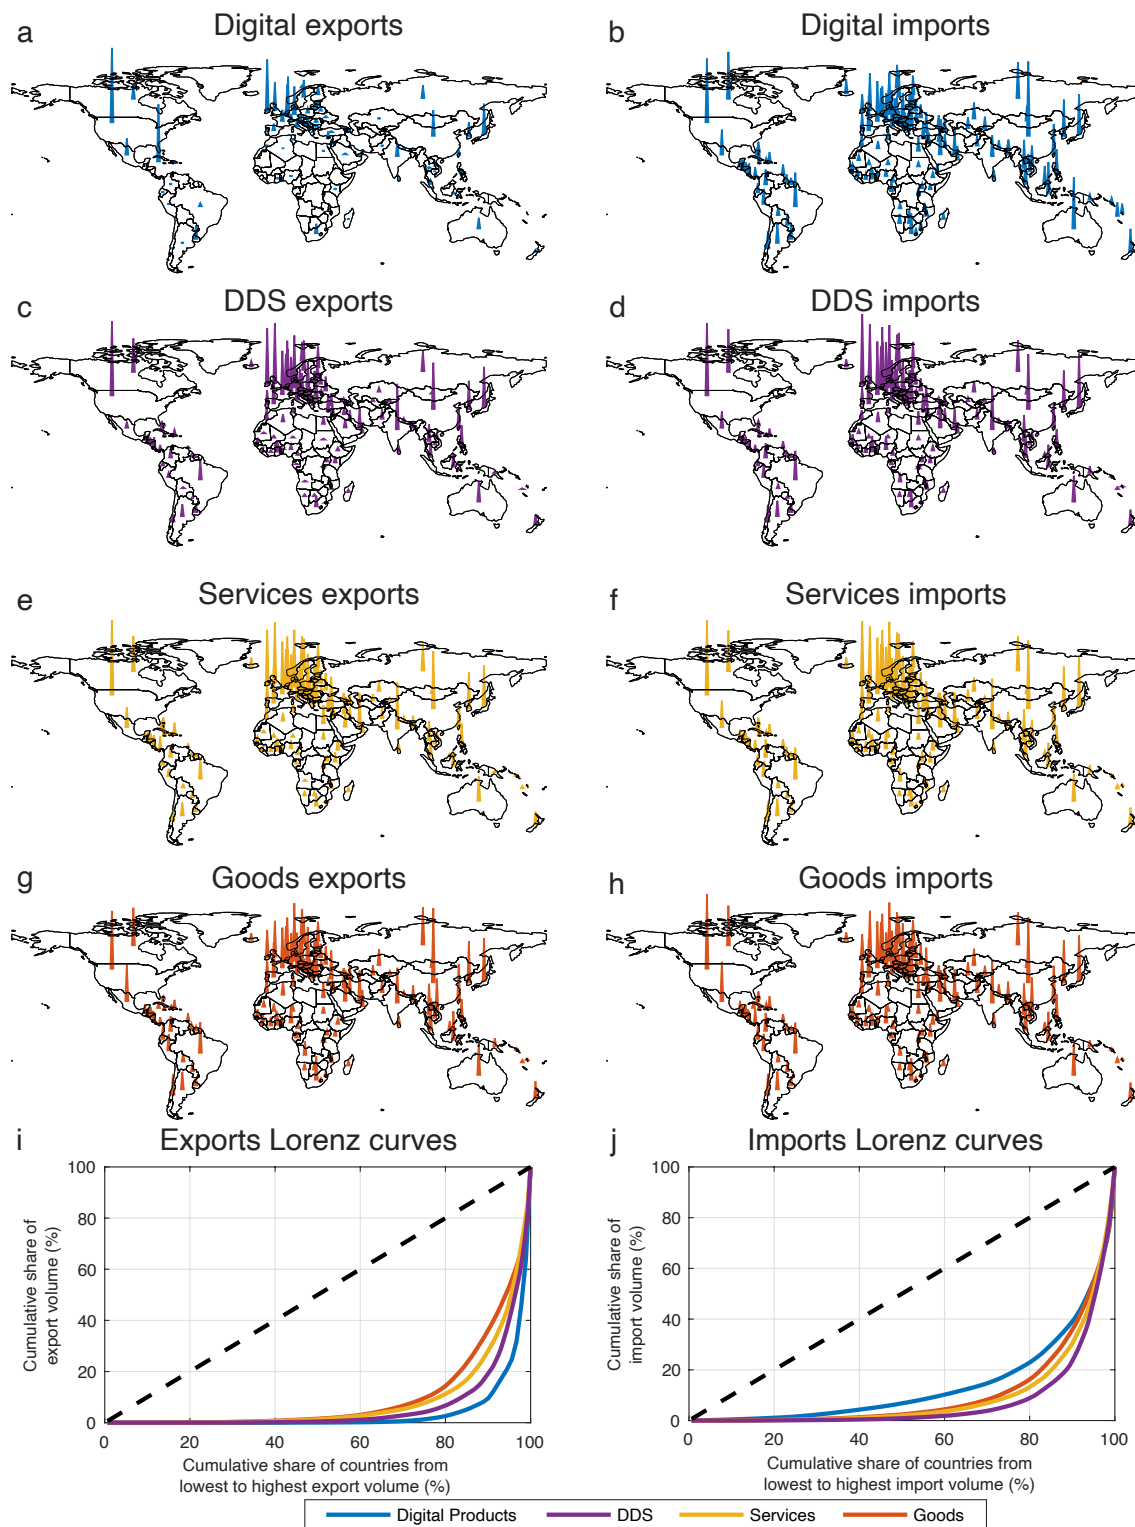 a
Digital exports
b
Digital imports
c
DDS exports
d
DDS imports
e
Services exports
f
Services imports
g
Goods exports
h
Goods imports
i
Exports Lorenz curves
Cumulative share of
export volume (%)
100
80
60
40
20
0
0 20 40 60 80 100
Cumulative share of countries from
lowest to highest export volume (%)
j
Imports Lorenz curves
Cumulative share of
import volume (%)
100
80
60
40
20
0
0 20 40 60 80 100
Cumulative share of countries from
lowest to highest import volume (%)
Digital Products DDS Services Goods